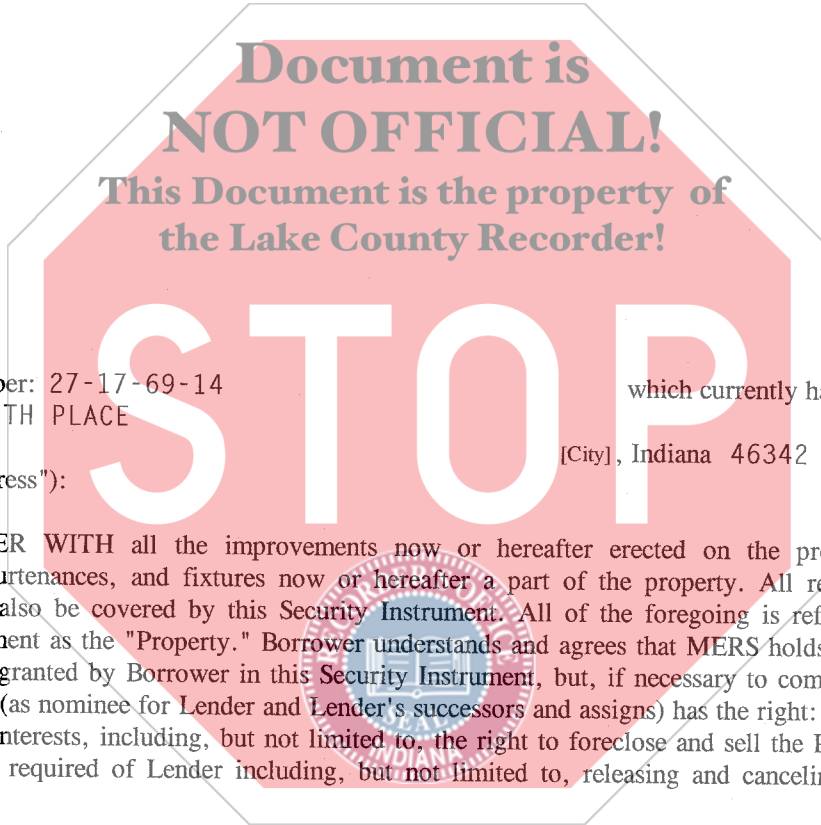 Document is
NOT OFFICIAL!
This Document is the property of
the Lake County Recorder!
STOP
ber: 27-17-69-14 which currently ha
TH PLACE
[City], Indiana 46342
ress"):
ER WITH all the improvements now or hereafter erected on the pr
urtenances, and fixtures now or hereafter a part of the property. All re
also be covered by this Security Instrument. All of the foregoing is ref
ment as the "Property." Borrower understands and agrees that MERS holds
granted by Borrower in this Security Instrument, but, if necessary to com
(as nominee for Lender and Lender's successors and assigns) has the right:
nterests, including, but not limited to, the right to foreclose and sell the P
required of Lender including, but not limited to, releasing and cancelin
RECORDER'S OFFICE
SEAL
INDIANA